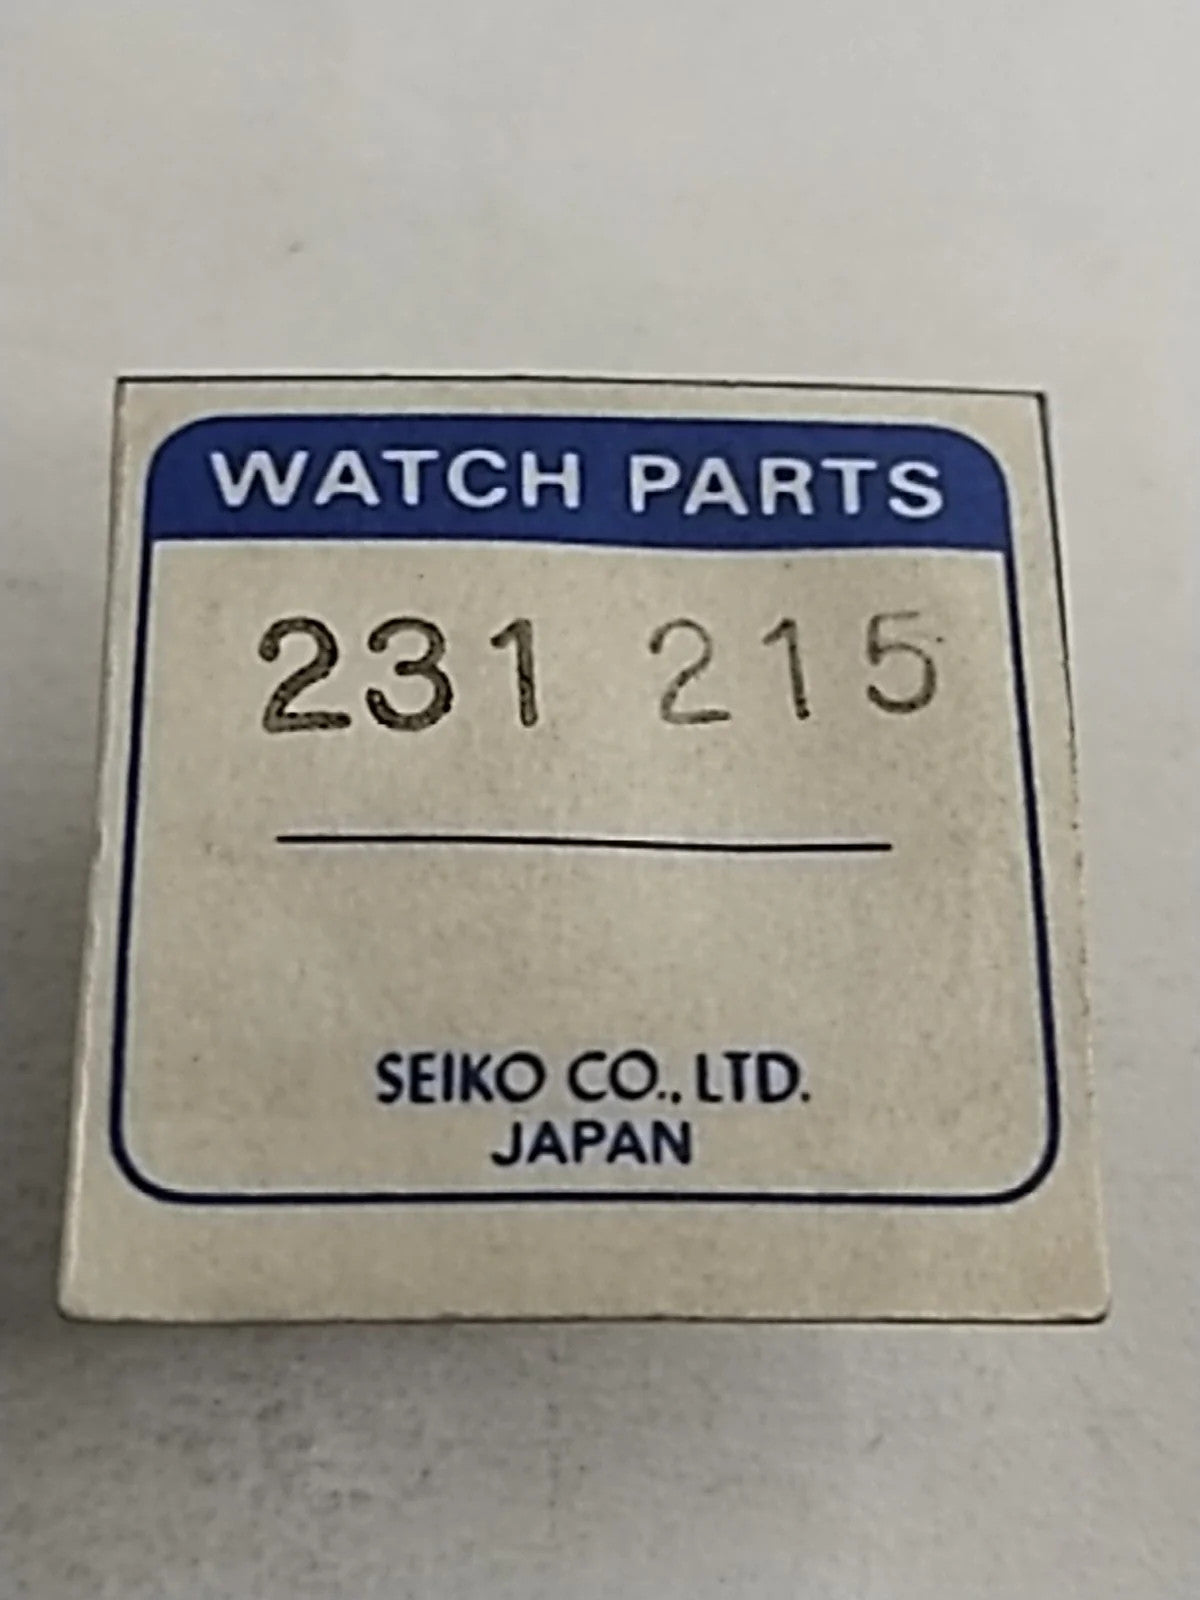 WATCH PARTS
231 215
SEIKO CO., LTD.
JAPAN